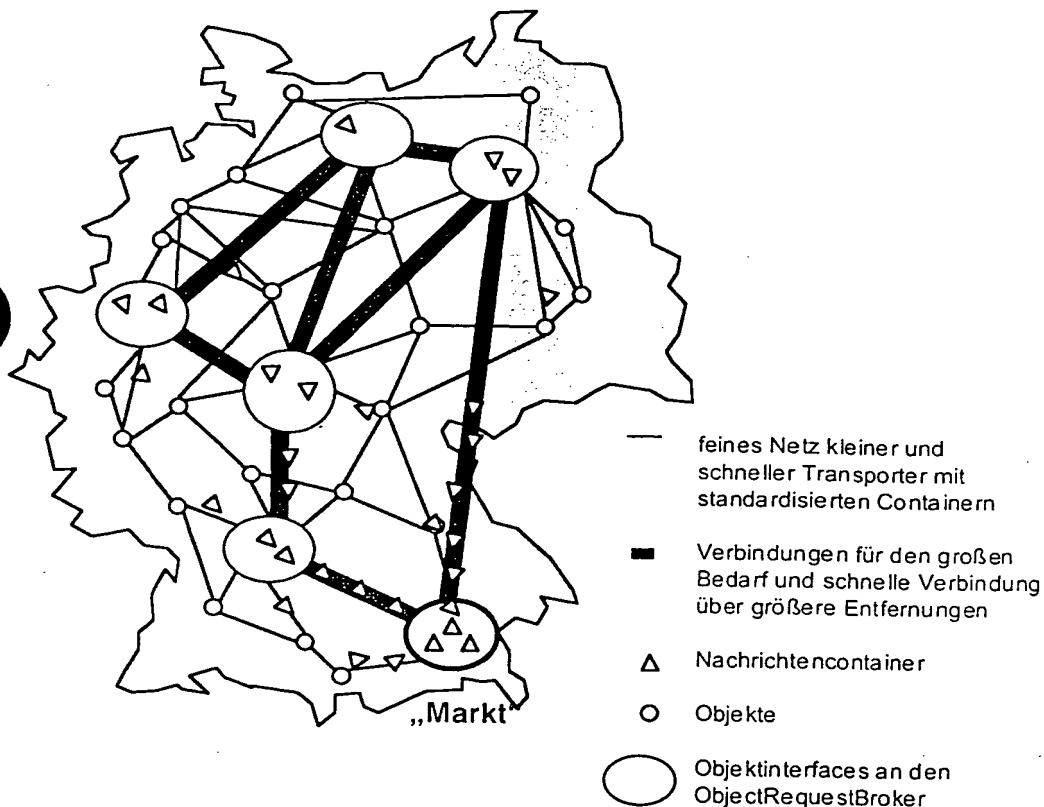 feines Netz kleiner und
schneller Transporter mit
standardisierten Containern
Verbindungen für den großen
Bedarf und schnelle Verbindung
über größere Entfernungen
Nachrichtencontainer
„Markt“
Objekte
Objektinterfaces an den
ObjectRequestBroker